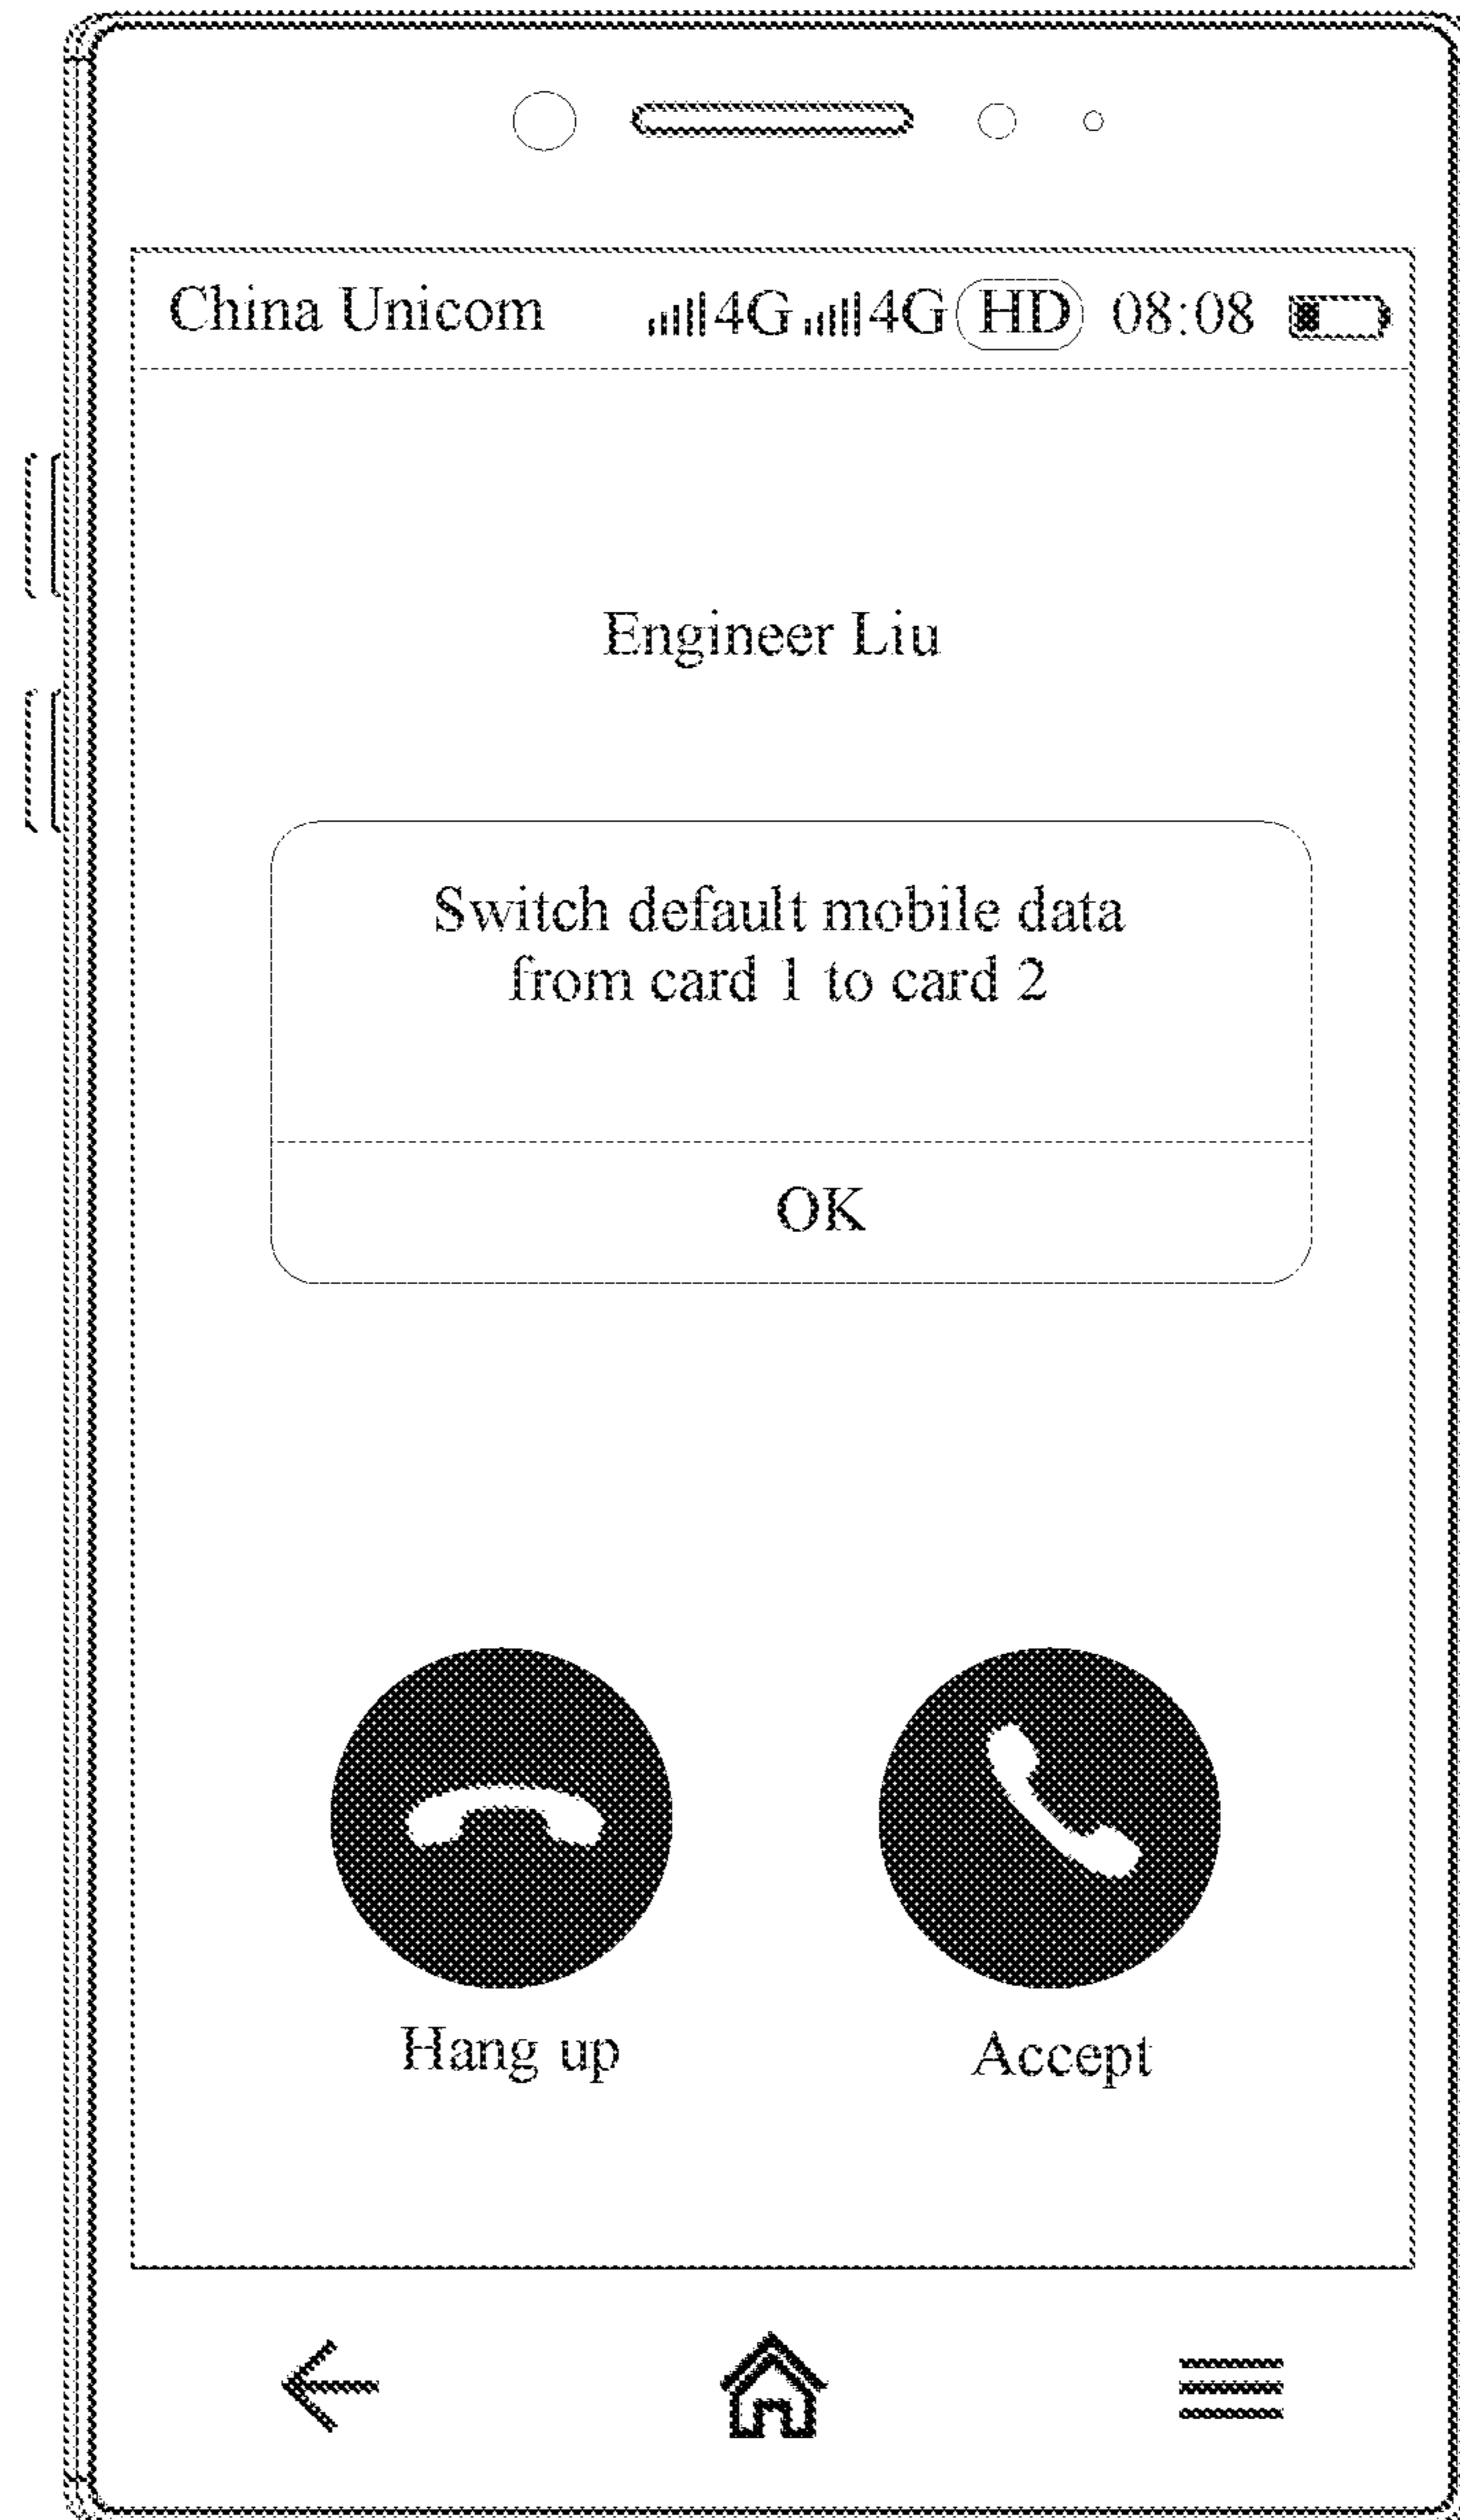 China Unicom 4G 4G HD 08:08
Engineer Liu
Switch default mobile data
from card 1 to card 2
OK
Hang up Accept